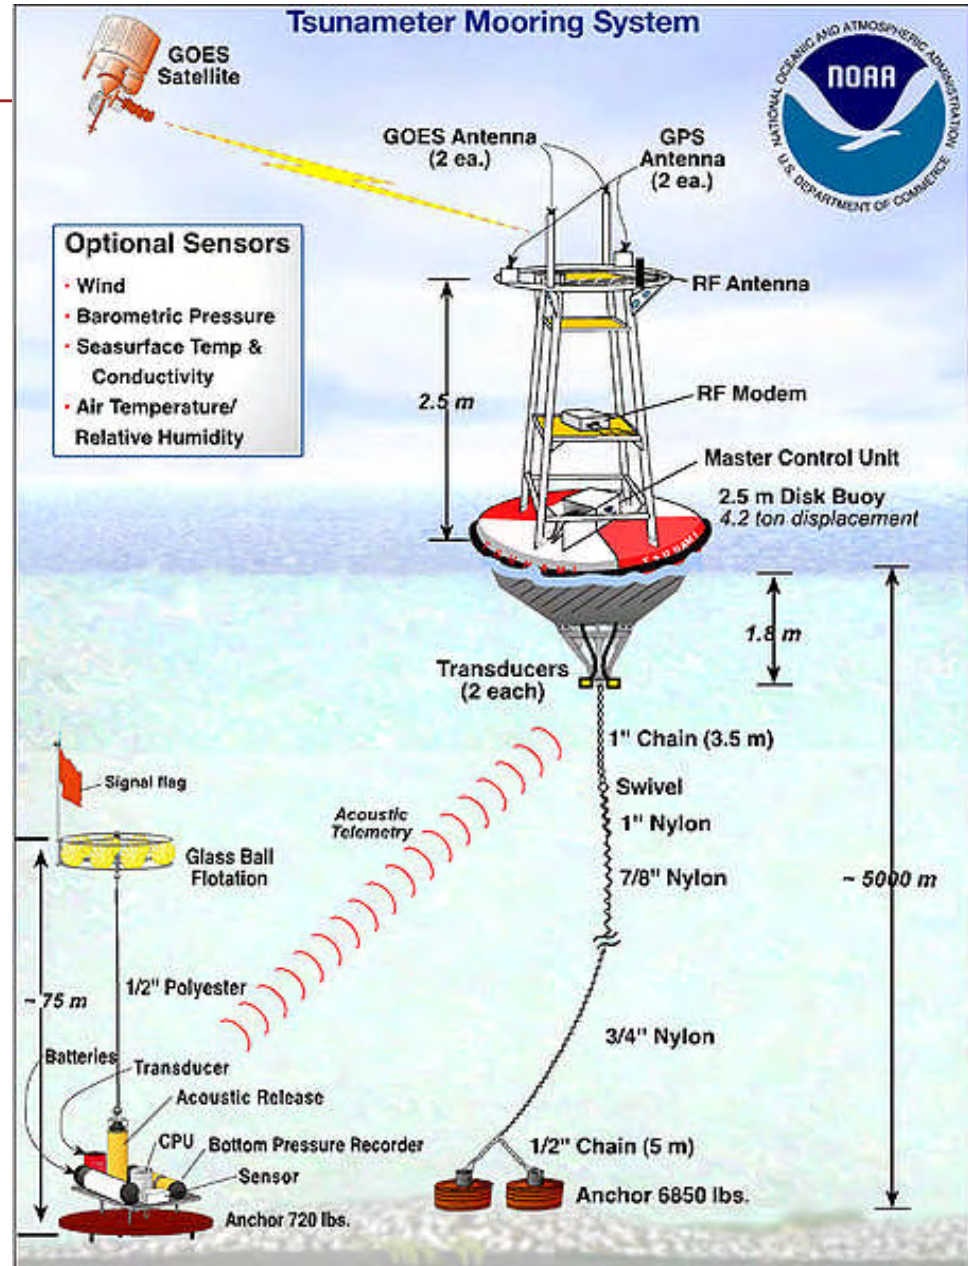 Tsunameter Mooring System
GOES
Satellite
NATIONAL OCEANIC AND ATMOSPHERIC ADMINISTRATION
NOAA
U.S. DEPARTMENT OF COMMERCE
GOES Antenna
(2 ea.)
GPS
Antenna
(2 ea.)
Optional Sensors
· Wind
· Barometric Pressure
· Seasurface Temp &
Conductivity
· Air Temperature/
Relative Humidity
RF Antenna
2.5 m
RF Modem
Master Control Unit
2.5 m Disk Buoy
4.2 ton displacement
TSUNAMI
TSUNAMI
1.8 m
Transducers
(2 each)
1" Chain (3.5 m)
Swivel
1" Nylon
7/8" Nylon
~ 5000 m
Signal flag
Acoustic
Telemetry
Glass Ball
Flotation
1/2" Polyester
~ 75 m
3/4" Nylon
Batteries
Transducer
Acoustic Release
CPU
Bottom Pressure Recorder
Sensor
Anchor 720 lbs.
1/2" Chain (5 m)
Anchor 6850 lbs.